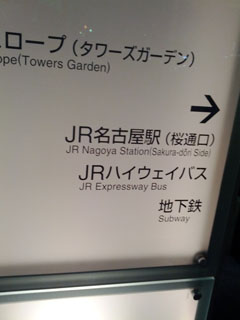 スロープ（タワーズガーデン）
ope(Towers Garden)
→
JR名古屋駅（桜通口）
JR Nagoya Station(Sakura-dōri Side)
JRハイウェイバス
JR Expressway Bus
地下鉄
Subway